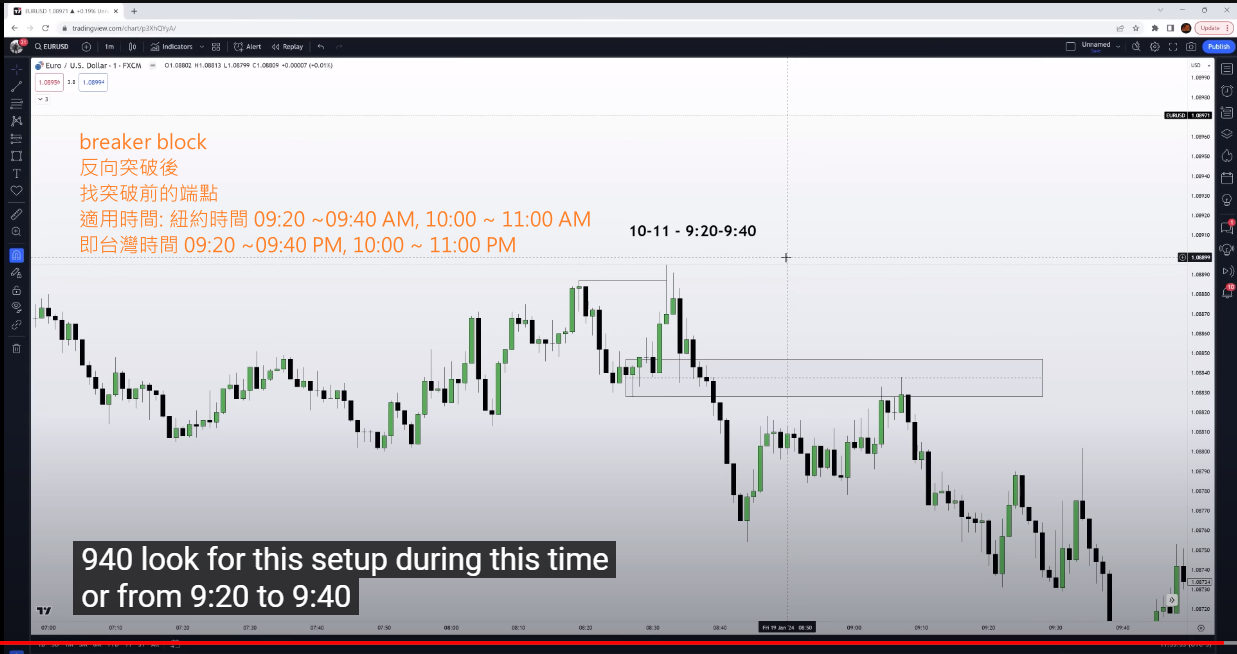 EURUSD 1.08971 ▲ +0.19% Unn
tradingview.com/chart/p3XhQYyA/
Update
21
EURUSD
1m
Indicators
Alert
Replay
Unnamed
Save
Publish
Euro / U.S. Dollar · 1 · FXCM
O1.08802 H1.08813 L1.08799 C1.08809 +0.00007 (+0.01%)
USD
1.08956 3.8 1.08994
3
1.08990
1.08980
EURUSD 1.08971
1.08960
1.08950
1.08940
1.08930
1.08920
1.08910
1.08899
1.08890
1.08880
1.08870
1.08860
1.08850
1.08840
1.08830
1.08820
1.08810
1.08800
1.08790
1.08780
1.08770
1.08760
1.08750
1.08740
1.08734
1.08730
1.08720
breaker block
反向突破後
找突破前的端點
適用時間: 紐約時間 09:20 ~09:40 AM, 10:00 ~ 11:00 AM
即台灣時間 09:20 ~09:40 PM, 10:00 ~ 11:00 PM
10-11 - 9:20-9:40
940 look for this setup during this time
or from 9:20 to 9:40
07:00 07:10 07:20 07:30 07:40 07:50 08:00 08:10 08:20 08:30 08:40 Fri 19 Jan '24 08:50 09:00 09:10 09:20 09:30 09:40